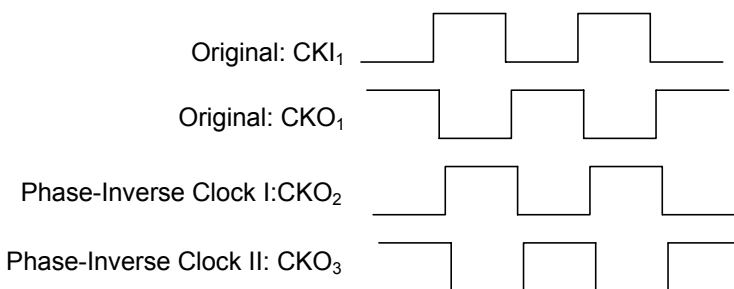 Original: CKI₁
Original: CKO₁
Phase-Inverse Clock I:CKO₂
Phase-Inverse Clock II: CKO₃